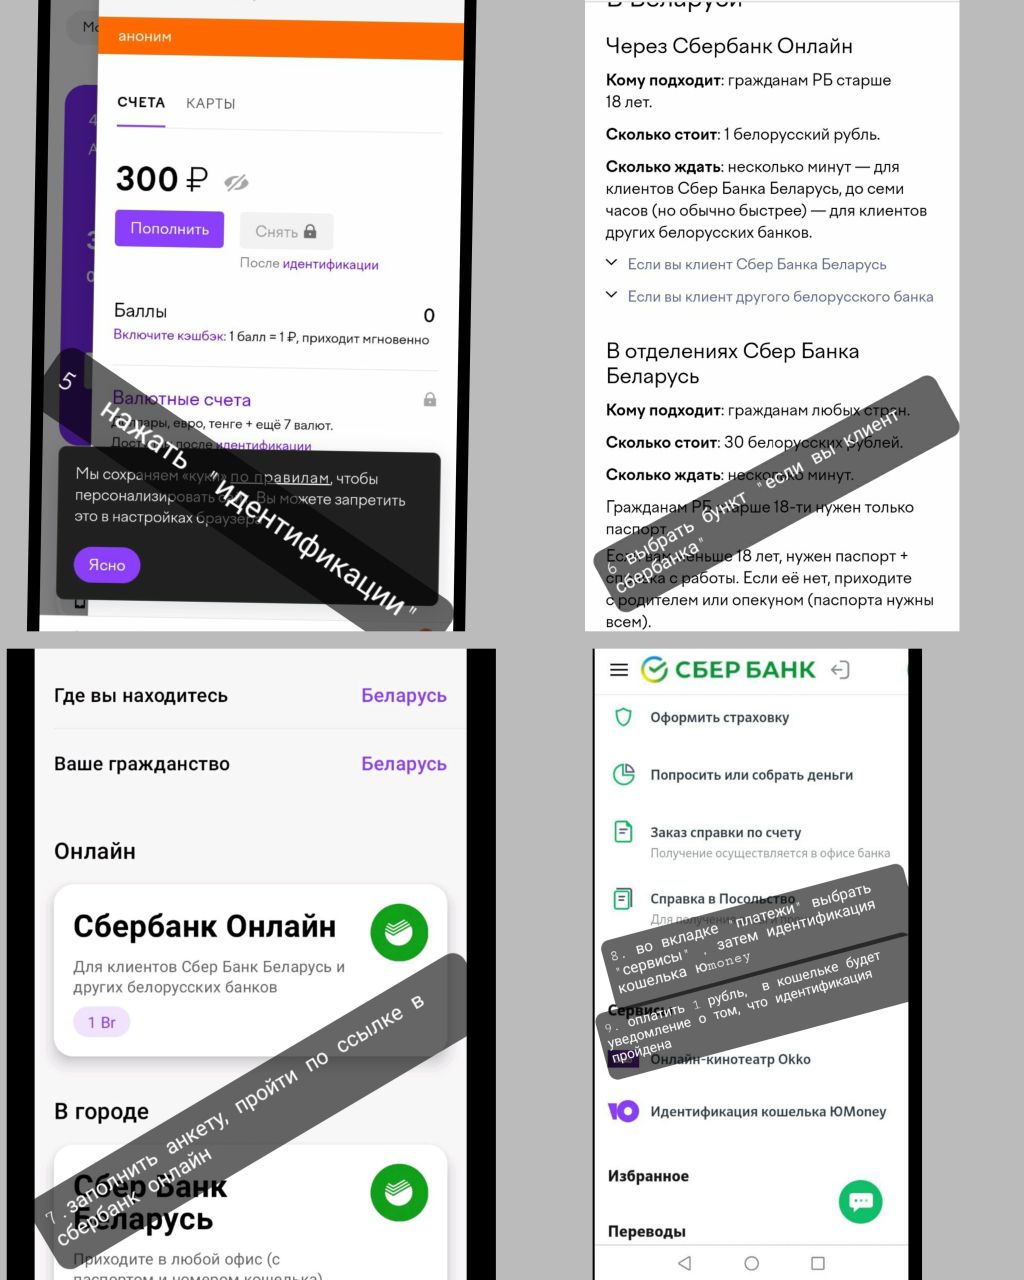 аноним
СЧЕТА КАРТЫ
300 ₽
Пополнить
Снять
После идентификации
Баллы 0
Включите кэшбэк: 1 балл = 1 ₽, приходит мгновенно
Валютные счета
евро, тенге + ещё 7 валют.
после идентификации
5 нажать "идентификации"
Мы сохраняем «куки» по правилам, чтобы
персонализировать Вы можете запретить
это в настройках браузера
Ясно
В Беларуси
Через Сбербанк Онлайн
Кому подходит: гражданам РБ старше
18 лет.
Сколько стоит: 1 белорусский рубль.
Сколько ждать: несколько минут — для
клиентов Сбер Банка Беларусь, до семи
часов (но обычно быстрее) — для клиентов
других белорусских банков.
Если вы клиент Сбер Банка Беларусь
Если вы клиент другого белорусского банка
В отделениях Сбер Банка
Беларусь
Кому подходит: гражданам любых стран.
Сколько стоит: 30 белорусских рублей.
Сколько ждать: несколько минут.
Гражданам РБ старше 18-ти нужен только
паспорт
Если вам меньше 18 лет, нужен паспорт +
справка с работы. Если её нет, приходите
с родителем или опекуном (паспорта нужны
всем).
6 выбрать бункт "если вы клиент
сбербанка"
Где вы находитесь Беларусь
Ваше гражданство Беларусь
Онлайн
Сбербанк Онлайн
Для клиентов Сбер Банк Беларусь и
других белорусских банков
1 Br
В городе
Сбер Банк
Беларусь
Приходите в любой офис (с
паспортом и номером кошелька)
7.заполнить анкету, пройти по ссылке в
сбербанк онлайн
СБЕР БАНК
Оформить страховку
Попросить или собрать деньги
Заказ справки по счету
Получение осуществляется в офисе банка
Справка в Посольство
8. во вкладке "платежи" выбрать
"сервисы" , затем идентификация
кошелька юmoney
Сервисы
9. оплатить 1 рубль, в кошельке будет
уведомление о том, что идентификация
пройдена
Онлайн-кинотеатр Okko
Ю Идентификация кошелька ЮMoney
Избранное
Переводы